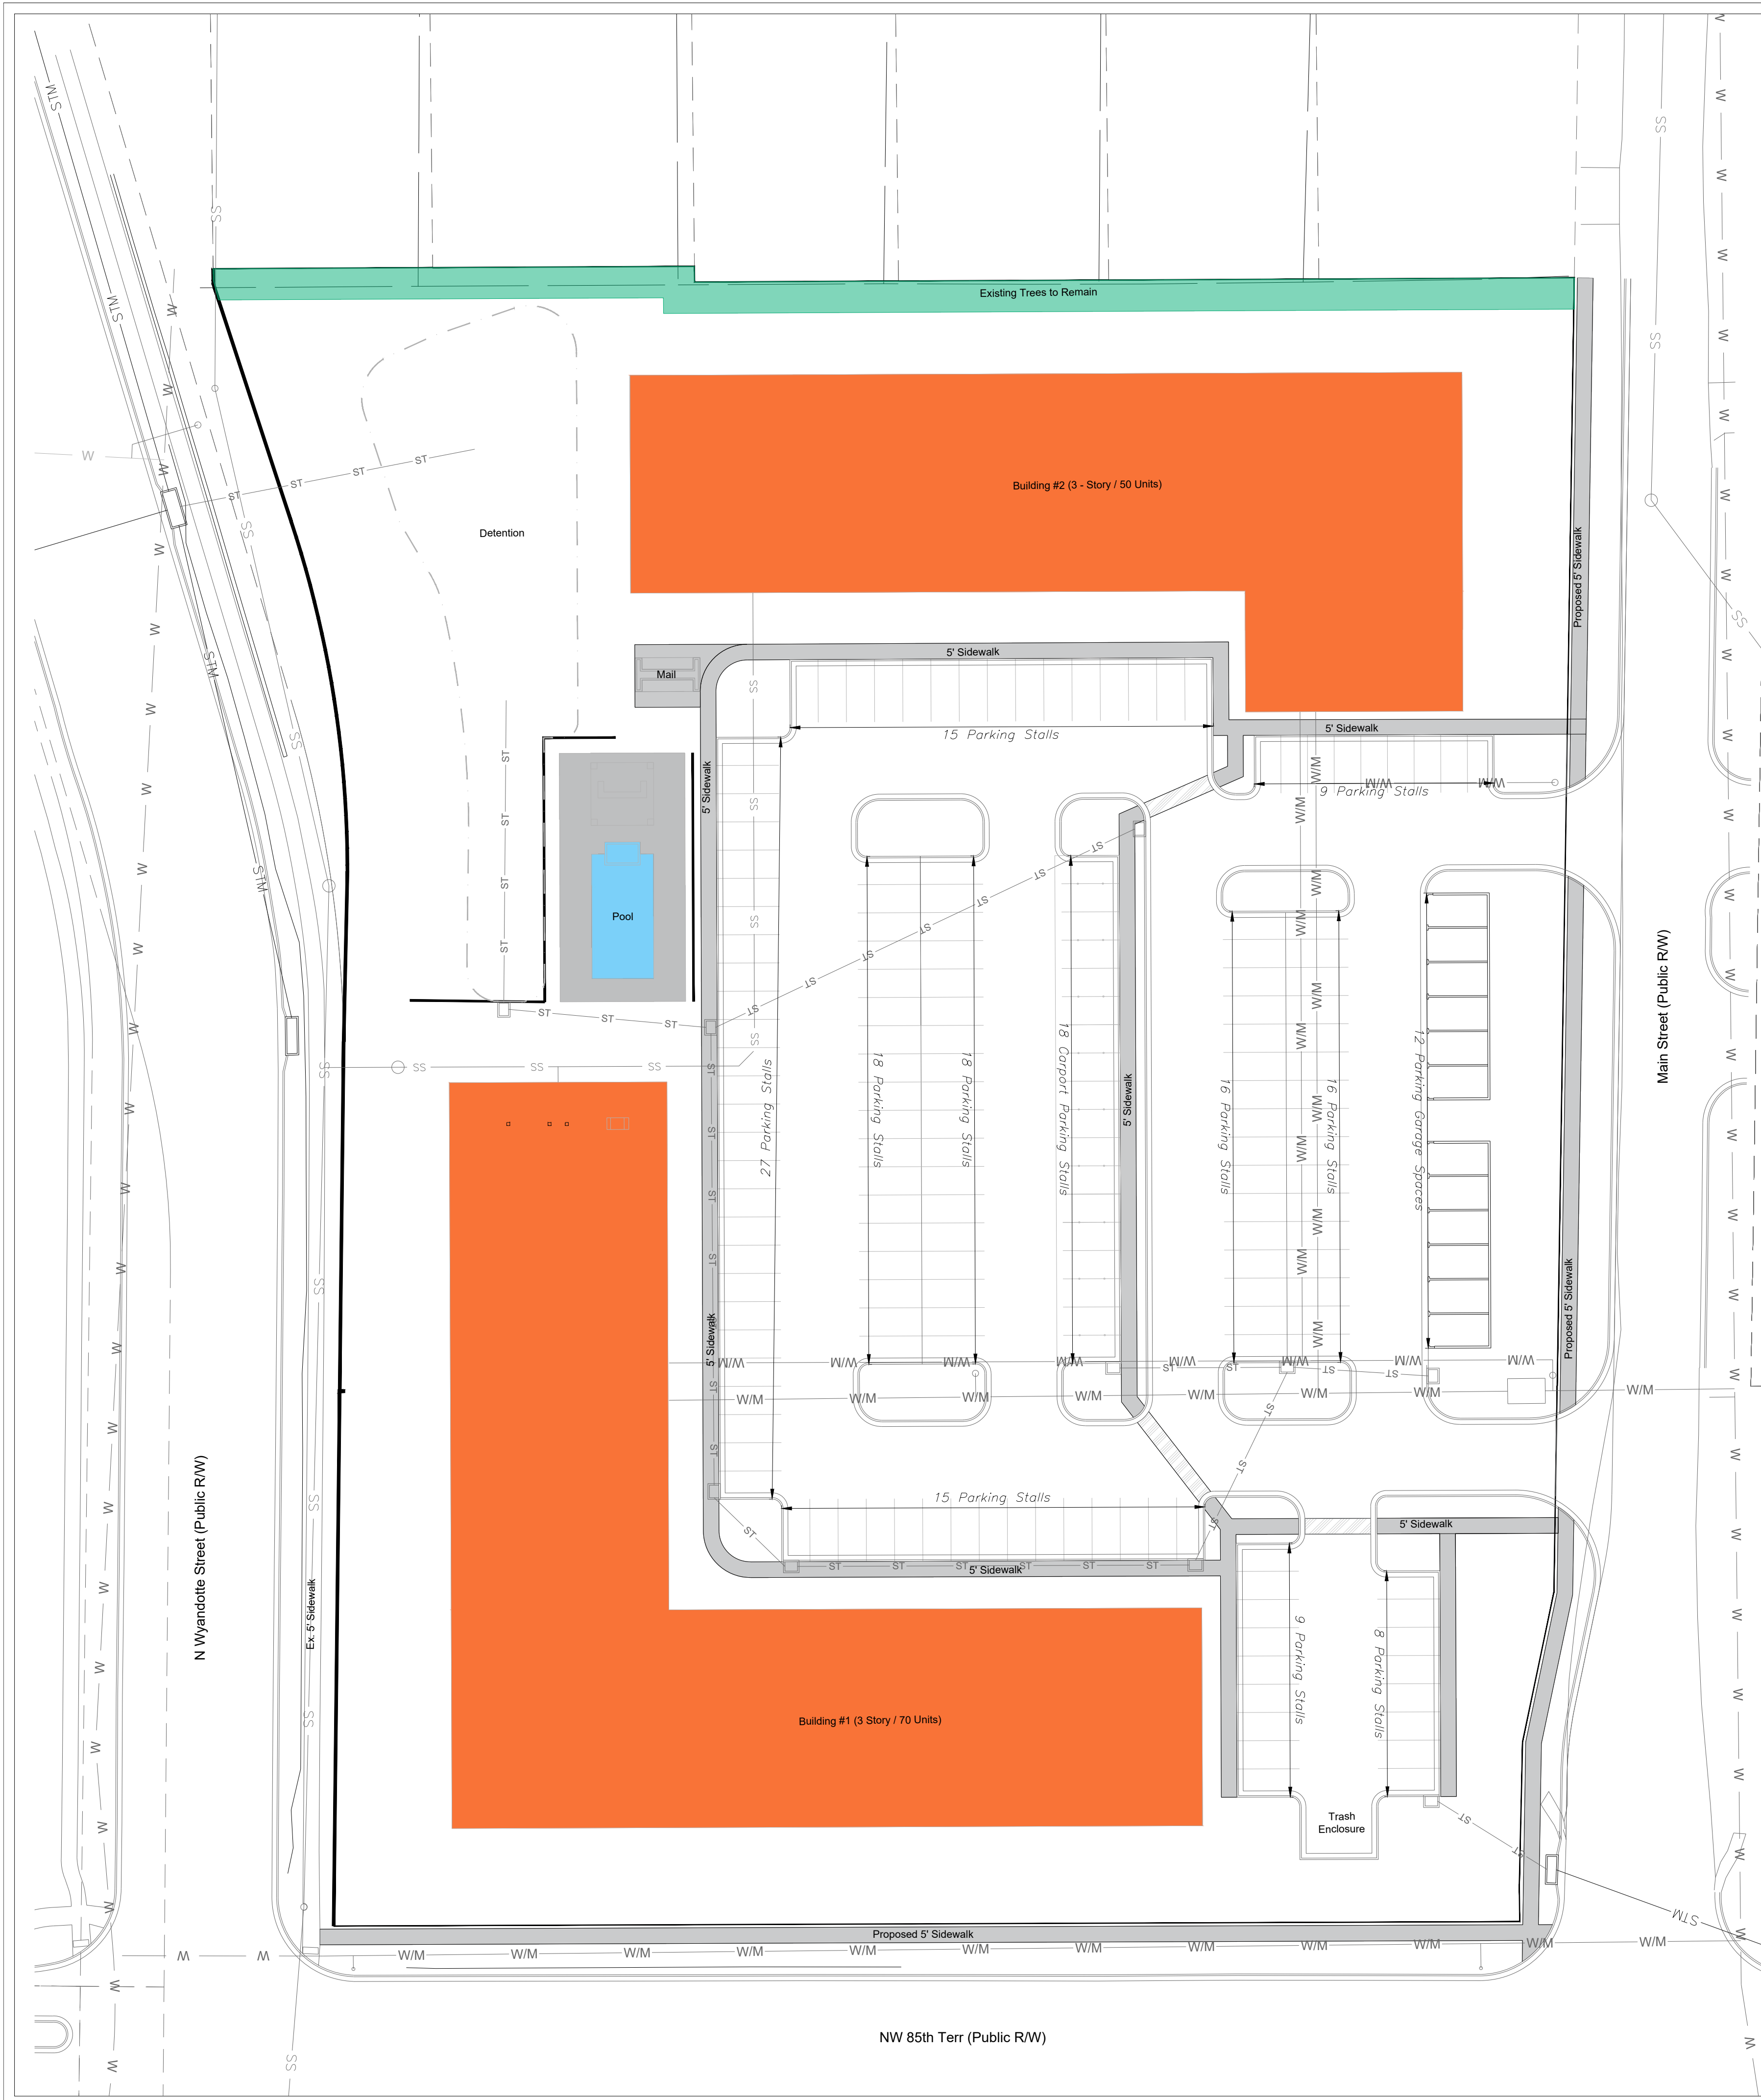 Existing Trees to Remain
Building #2 (3 - Story / 50 Units)
Detention
Proposed 5' Sidewalk
5' Sidewalk
Mail
15 Parking Stalls
5' Sidewalk
9 Parking Stalls
5' Sidewalk
Pool
27 Parking Stalls
18 Parking Stalls
18 Parking Stalls
18 Carport Parking Stalls
5' Sidewalk
16 Parking Stalls
16 Parking Stalls
12 Parking Garage Spaces
Main Street (Public R/W)
Proposed 5' Sidewalk
5' Sidewalk
15 Parking Stalls
5' Sidewalk
5' Sidewalk
N Wyandotte Street (Public R/W)
Ex. 5' Sidewalk
9 Parking Stalls
8 Parking Stalls
Building #1 (3 Story / 70 Units)
Trash
Enclosure
Proposed 5' Sidewalk
NW 85th Terr (Public R/W)
STM
SS
W
ST
W/M